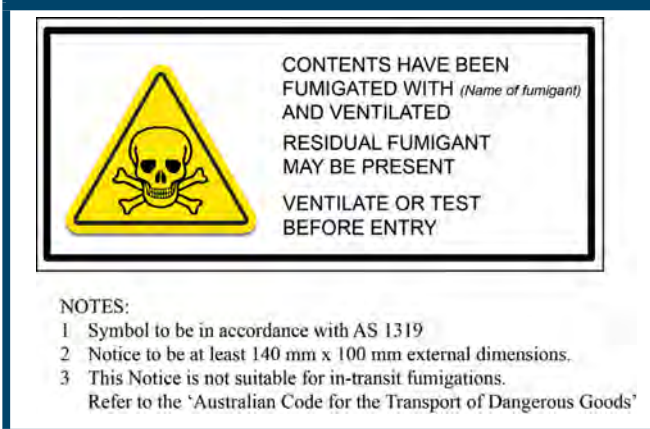 CONTENTS HAVE BEEN
FUMIGATED WITH (Name of fumigant)
AND VENTILATED
RESIDUAL FUMIGANT
MAY BE PRESENT
VENTILATE OR TEST
BEFORE ENTRY
NOTES:
1 Symbol to be in accordance with AS 1319
2 Notice to be at least 140 mm x 100 mm external dimensions.
3 This Notice is not suitable for in-transit fumigations.
Refer to the ‘Australian Code for the Transport of Dangerous Goods’